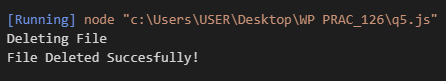 [Running] node "c:\Users\USER\Desktop\WP PRAC_126\q5.js"
Deleting File
File Deleted Succesfully!